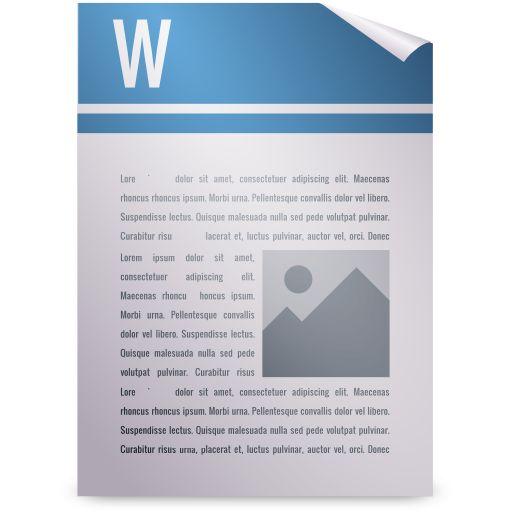 W
Lore dolor sit amet, consectetuer adipiscing elit. Maecenas
rhoncus rhoncus ipsum. Morbi urna. Pellentesque convallis dolor vel libero.
Suspendisse lectus. Quisque malesuada nulla sed pede volutpat pulvinar.
Curabitur risu lacerat et, luctus pulvinar, auctor vel, orci. Donec
Lorem ipsum dolor sit amet,
consectetuer adipiscing elit.
Maecenas rhoncu honcus ipsum.
Morbi urna. Pellentesque convallis
dolor vel libero. Suspendisse lectus.
Quisque malesuada nulla sed pede
volutpat pulvinar. Curabitur risus
Lore dolor sit amet, consectetuer adipiscing elit. Maecenas
rhoncus rhoncus ipsum. Morbi urna. Pellentesque convallis dolor vel libero.
Suspendisse lectus. Quisque malesuada nulla sed pede volutpat pulvinar.
Curabitur risus urna, placerat et, luctus pulvinar, auctor vel, orci. Donec